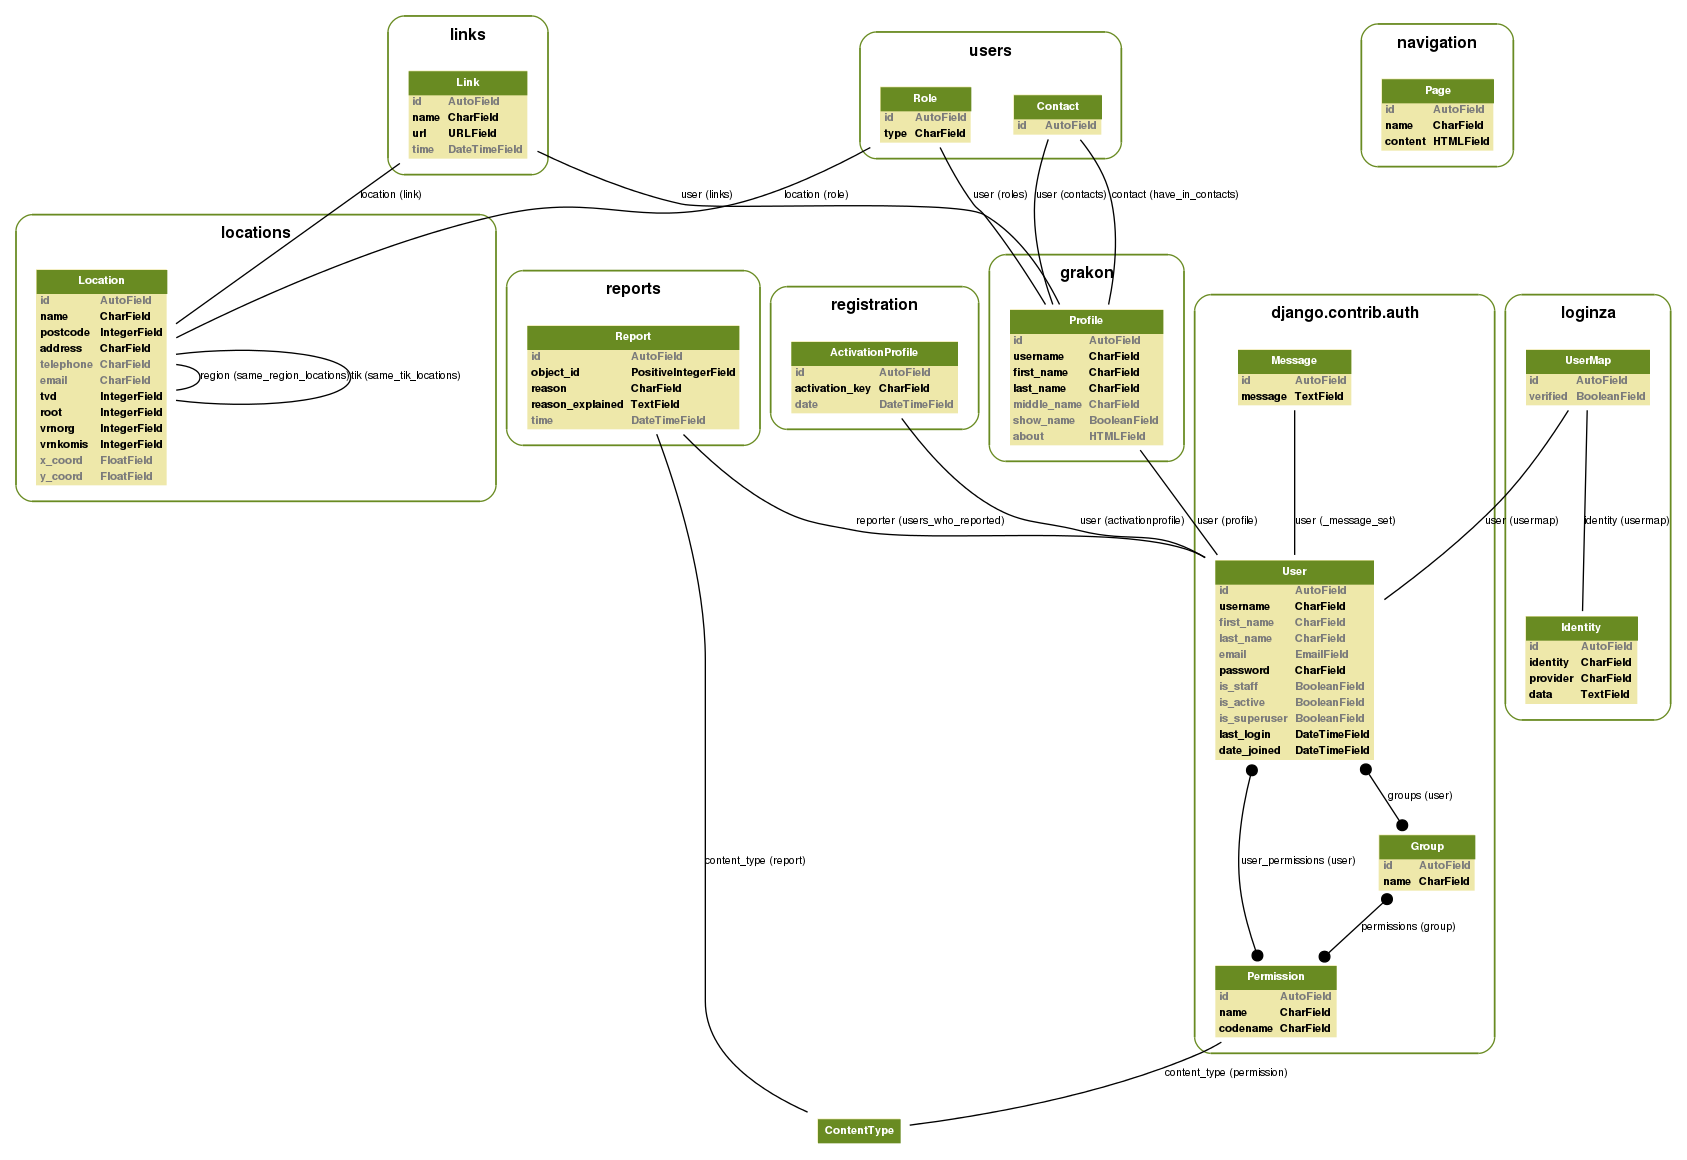 links
Link
id AutoField
name CharField
url URLField
time DateTimeField
users
Role
id AutoField
type CharField
Contact
id AutoField
navigation
Page
id AutoField
name CharField
content HTMLField
location (link)
user (links)
location (role)
user (roles)
user (contacts)
contact (have_in_contacts)
locations
Location
id AutoField
name CharField
postcode IntegerField
address CharField
telephone CharField
email CharField
tvd IntegerField
root IntegerField
vrnorg IntegerField
vrnkomis IntegerField
x_coord FloatField
y_coord FloatField
region (same_region_locations)
tik (same_tik_locations)
reports
Report
id AutoField
object_id PositiveIntegerField
reason CharField
reason_explained TextField
time DateTimeField
registration
ActivationProfile
id AutoField
activation_key CharField
date DateTimeField
grakon
Profile
id AutoField
username CharField
first_name CharField
last_name CharField
middle_name CharField
show_name BooleanField
about HTMLField
django.contrib.auth
Message
id AutoField
message TextField
loginza
UserMap
id AutoField
verified BooleanField
reporter (users_who_reported)
user (activationprofile)
user (profile)
user (_message_set)
user (usermap)
identity (usermap)
User
id AutoField
username CharField
first_name CharField
last_name CharField
email EmailField
password CharField
is_staff BooleanField
is_active BooleanField
is_superuser BooleanField
last_login DateTimeField
date_joined DateTimeField
Identity
id AutoField
identity CharField
provider CharField
data TextField
groups (user)
Group
id AutoField
name CharField
content_type (report)
user_permissions (user)
permissions (group)
Permission
id AutoField
name CharField
codename CharField
content_type (permission)
ContentType